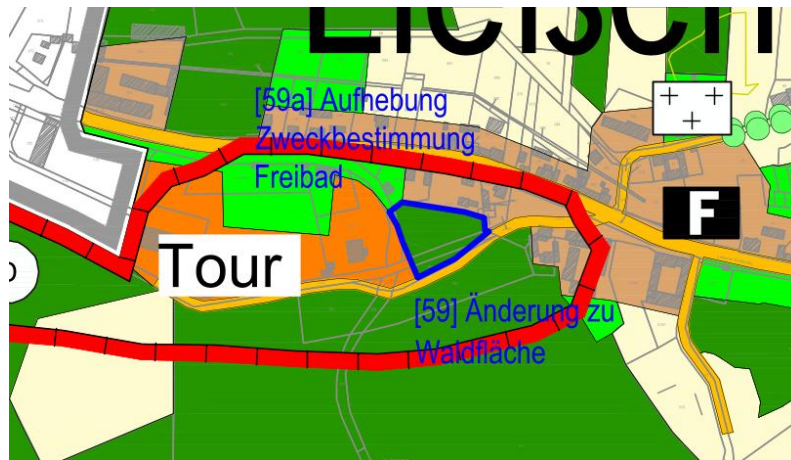 [59a] Aufhebung
Zweckbestimmung
Freibad
F
Tour
[59] Änderung zu
Waldfläche